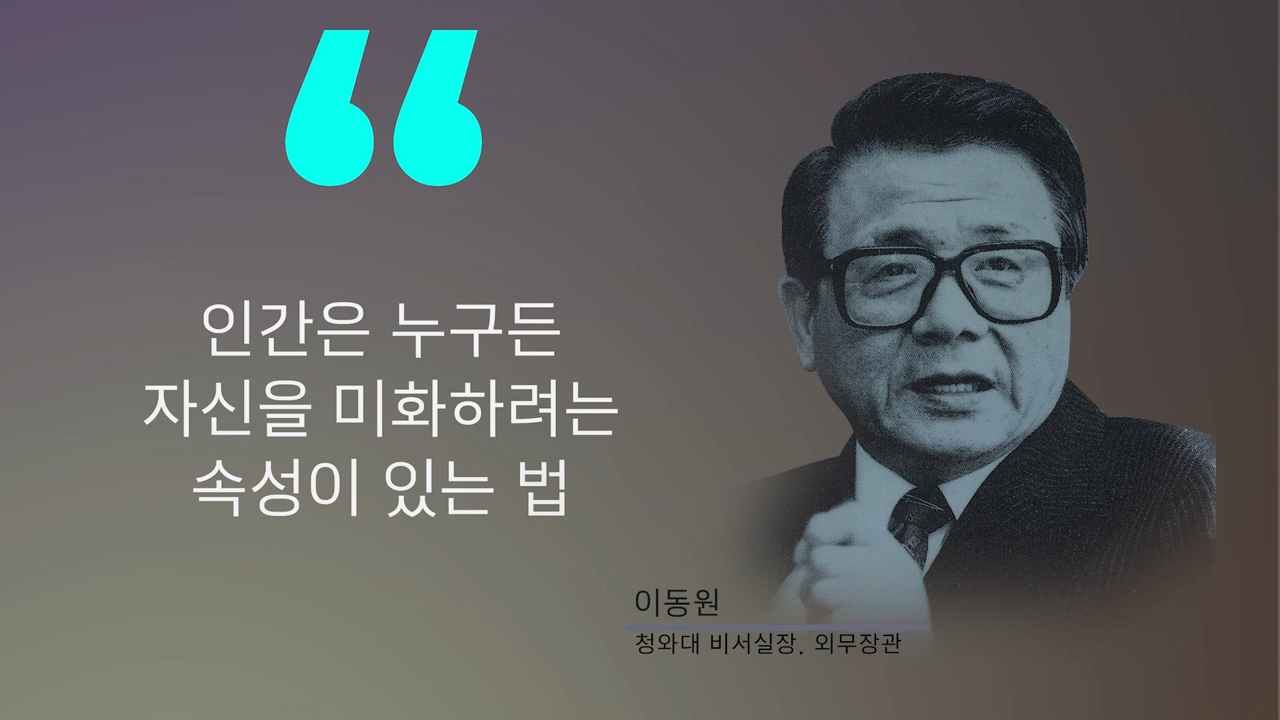 “
인간은 누구든
자신을 미화하려는
속성이 있는 법
이동원
청와대 비서실장. 외무장관